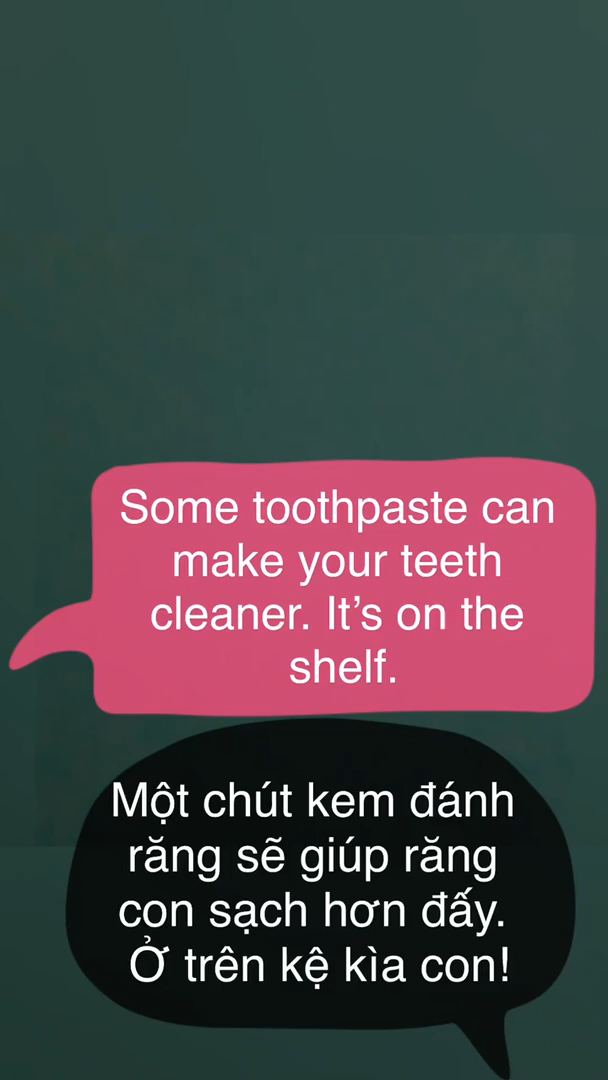 Some toothpaste can
make your teeth
cleaner. It’s on the
shelf.
Một chút kem đánh
răng sẽ giúp răng
con sạch hơn đấy.
Ở trên kệ kìa con!